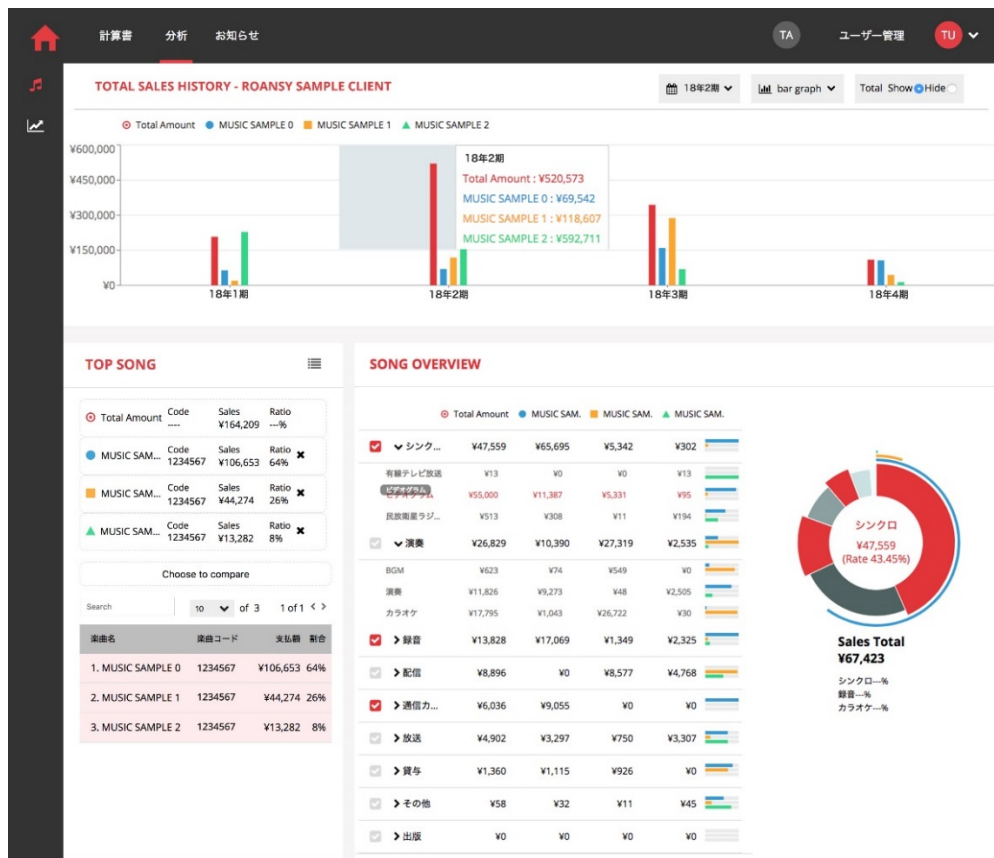 計算書 分析 お知らせ TA ユーザー管理 TU
TOTAL SALES HISTORY - ROANSY SAMPLE CLIENT 18年2期 bar graph Total Show Hide
Total Amount MUSIC SAMPLE 0 MUSIC SAMPLE 1 MUSIC SAMPLE 2
¥600,000
¥450,000
¥300,000
¥150,000
¥0
18年2期
Total Amount : ¥520,573
MUSIC SAMPLE 0 : ¥69,542
MUSIC SAMPLE 1 : ¥118,607
MUSIC SAMPLE 2 : ¥592,711
18年1期 18年2期 18年3期 18年4期
TOP SONG
Total Amount Code ---- Sales ¥164,209 Ratio ---%
MUSIC SAM... Code 1234567 Sales ¥106,653 Ratio 64%
MUSIC SAM... Code 1234567 Sales ¥44,274 Ratio 26%
MUSIC SAM... Code 1234567 Sales ¥13,282 Ratio 8%
Choose to compare
Search 10 of 3 1 of 1
楽曲名 楽曲コード 支払額 割合
1. MUSIC SAMPLE 0 1234567 ¥106,653 64%
2. MUSIC SAMPLE 1 1234567 ¥44,274 26%
3. MUSIC SAMPLE 2 1234567 ¥13,282 8%
SONG OVERVIEW
Total Amount MUSIC SAM. MUSIC SAM. MUSIC SAM.
シンク... ¥47,559 ¥65,695 ¥5,342 ¥302
有線テレビ放送 ¥13 ¥0 ¥0 ¥13
ビデオグラム
ビデオグラム ¥55,000 ¥11,387 ¥5,331 ¥95
民放衛星ラジ... ¥513 ¥308 ¥11 ¥194
演奏 ¥26,829 ¥10,390 ¥27,319 ¥2,535
BGM ¥623 ¥74 ¥549 ¥0
演奏 ¥11,826 ¥9,273 ¥48 ¥2,505
カラオケ ¥17,795 ¥1,043 ¥26,722 ¥30
録音 ¥13,828 ¥17,069 ¥1,349 ¥2,325
配信 ¥8,896 ¥0 ¥8,577 ¥4,768
通信カ... ¥6,036 ¥9,055 ¥0 ¥0
放送 ¥4,902 ¥3,297 ¥750 ¥3,307
貸与 ¥1,360 ¥1,115 ¥926 ¥0
その他 ¥58 ¥32 ¥11 ¥45
出版 ¥0 ¥0 ¥0 ¥0
シンクロ
¥47,559
(Rate 43.45%)
Sales Total
¥67,423
シンクロ---%
録音---%
カラオケ---%